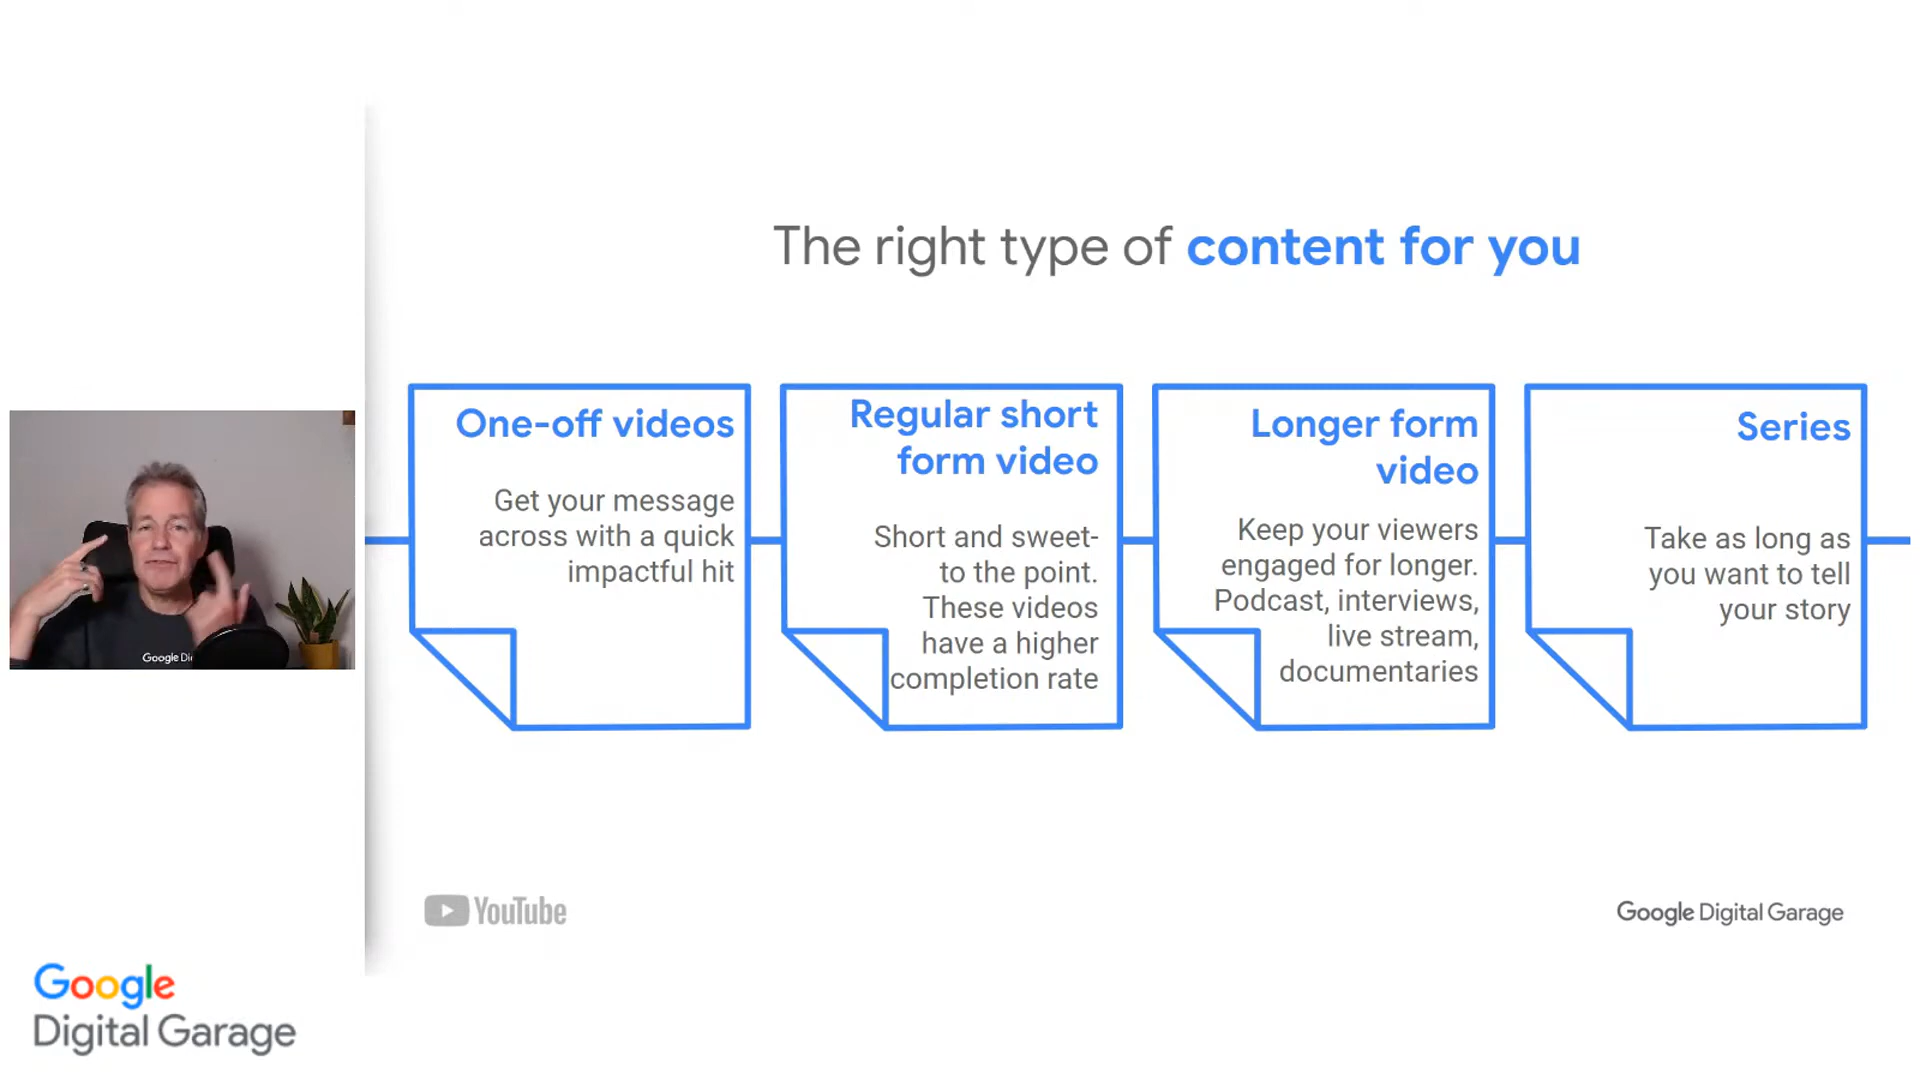 The right type of content for you
One-off videos
Get your message
across with a quick
impactful hit
Regular short
form video
Short and sweet-
to the point.
These videos
have a higher
completion rate
Longer form
video
Keep your viewers
engaged for longer.
Podcast, interviews,
live stream,
documentaries
Series
Take as long as
you want to tell
your story
Google Di
YouTube
Google Digital Garage
Google
Digital Garage